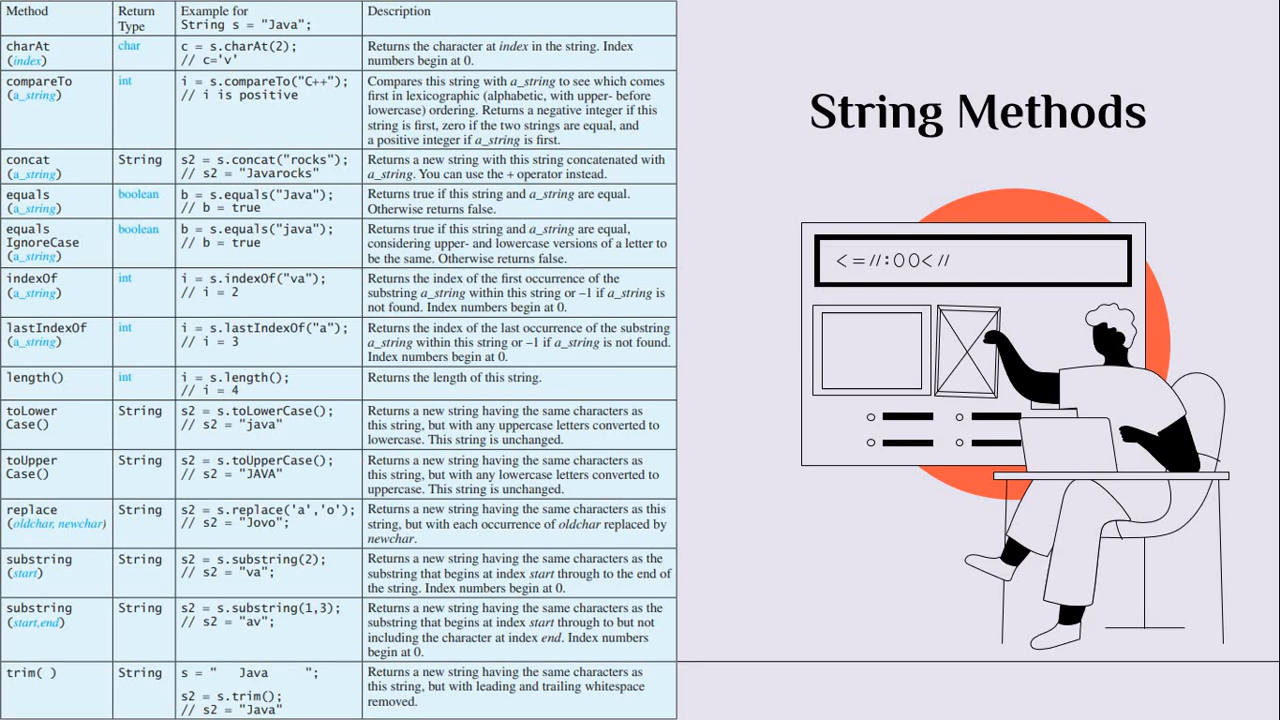 Method Return Type Example for String s = "Java"; Description
charAt (index) char c = s.charAt(2); // c='v' Returns the character at index in the string. Index numbers begin at 0.
compareTo (a_string) int i = s.compareTo("C++"); // i is positive Compares this string with a_string to see which comes first in lexicographic (alphabetic, with upper- before lowercase) ordering. Returns a negative integer if this string is first, zero if the two strings are equal, and a positive integer if a_string is first.
concat (a_string) String s2 = s.concat("rocks"); // s2 = "Javarocks" Returns a new string with this string concatenated with a_string. You can use the + operator instead.
equals (a_string) boolean b = s.equals("Java"); // b = true Returns true if this string and a_string are equal. Otherwise returns false.
equals IgnoreCase (a_string) boolean b = s.equals("java"); // b = true Returns true if this string and a_string are equal, considering upper- and lowercase versions of a letter to be the same. Otherwise returns false.
indexOf (a_string) int i = s.indexOf("va"); // i = 2 Returns the index of the first occurrence of the substring a_string within this string or –1 if a_string is not found. Index numbers begin at 0.
lastIndexOf (a_string) int i = s.lastIndexOf("a"); // i = 3 Returns the index of the last occurrence of the substring a_string within this string or –1 if a_string is not found. Index numbers begin at 0.
length() int i = s.length(); // i = 4 Returns the length of this string.
toLower Case() String s2 = s.toLowerCase(); // s2 = "java" Returns a new string having the same characters as this string, but with any uppercase letters converted to lowercase. This string is unchanged.
toUpper Case() String s2 = s.toUpperCase(); // s2 = "JAVA" Returns a new string having the same characters as this string, but with any lowercase letters converted to uppercase. This string is unchanged.
replace (oldchar, newchar) String s2 = s.replace('a','o'); // s2 = "Jovo"; Returns a new string having the same characters as this string, but with each occurrence of oldchar replaced by newchar.
substring (start) String s2 = s.substring(2); // s2 = "va"; Returns a new string having the same characters as the substring that begins at index start through to the end of the string. Index numbers begin at 0.
substring (start,end) String s2 = s.substring(1,3); // s2 = "av"; Returns a new string having the same characters as the substring that begins at index start through to but not including the character at index end. Index numbers begin at 0.
trim( ) String s = "   Java     "; s2 = s.trim(); // s2 = "Java" Returns a new string having the same characters as this string, but with leading and trailing whitespace removed.
String Methods
<=//:00<//